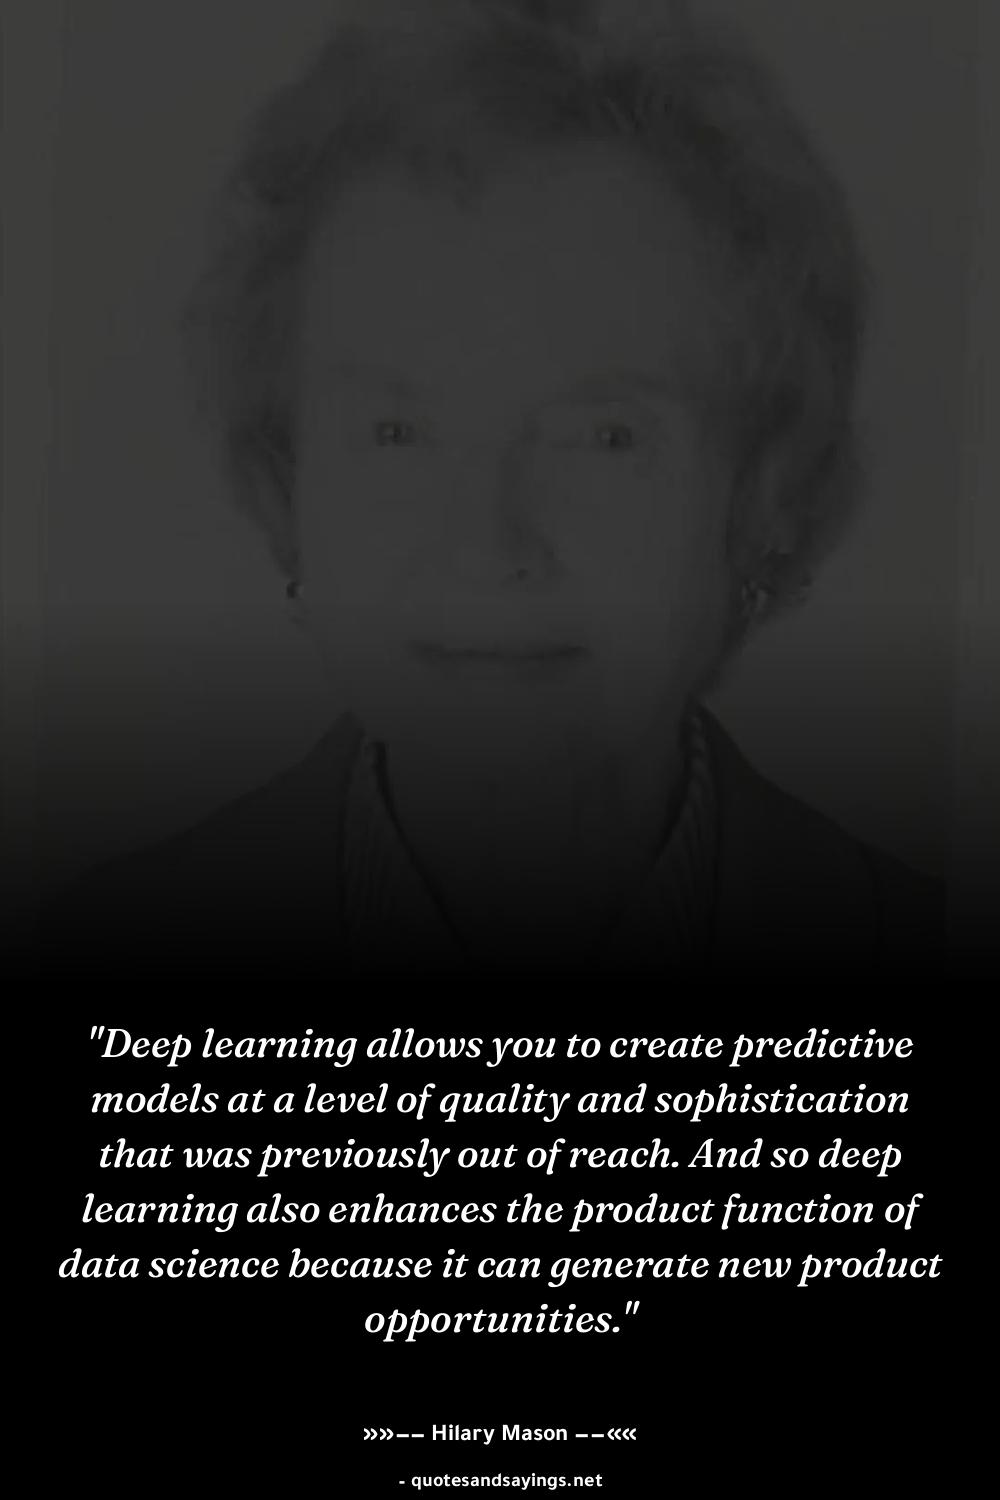 "Deep learning allows you to create predictive
models at a level of quality and sophistication
that was previously out of reach. And so deep
learning also enhances the product function of
data science because it can generate new product
opportunities."
»»−− Hilary Mason −−««
- quotesandsayings.net